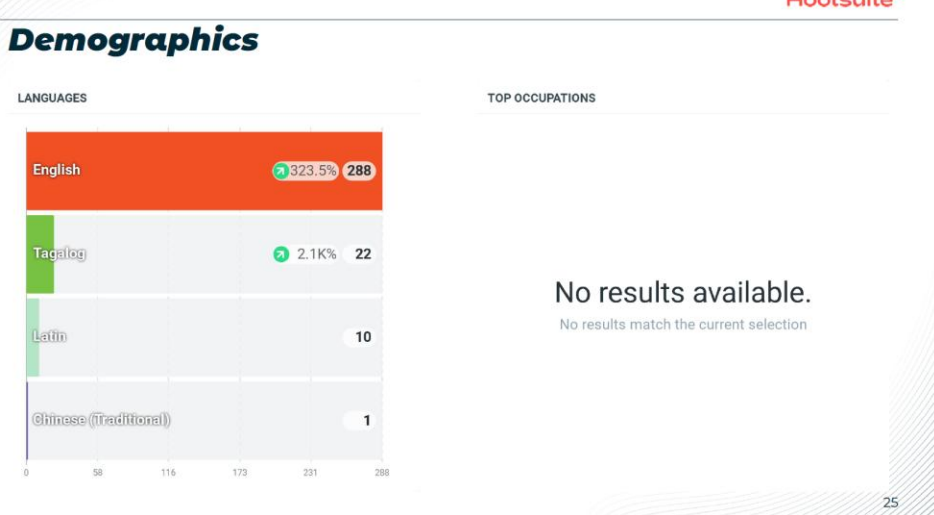 Hootsuite
Demographics
LANGUAGES
English 323.5% 288
Tagalog 2.1K% 22
Latin 10
Chinese (Traditional) 1
0 58 116 173 231 288
TOP OCCUPATIONS
No results available.
No results match the current selection
25